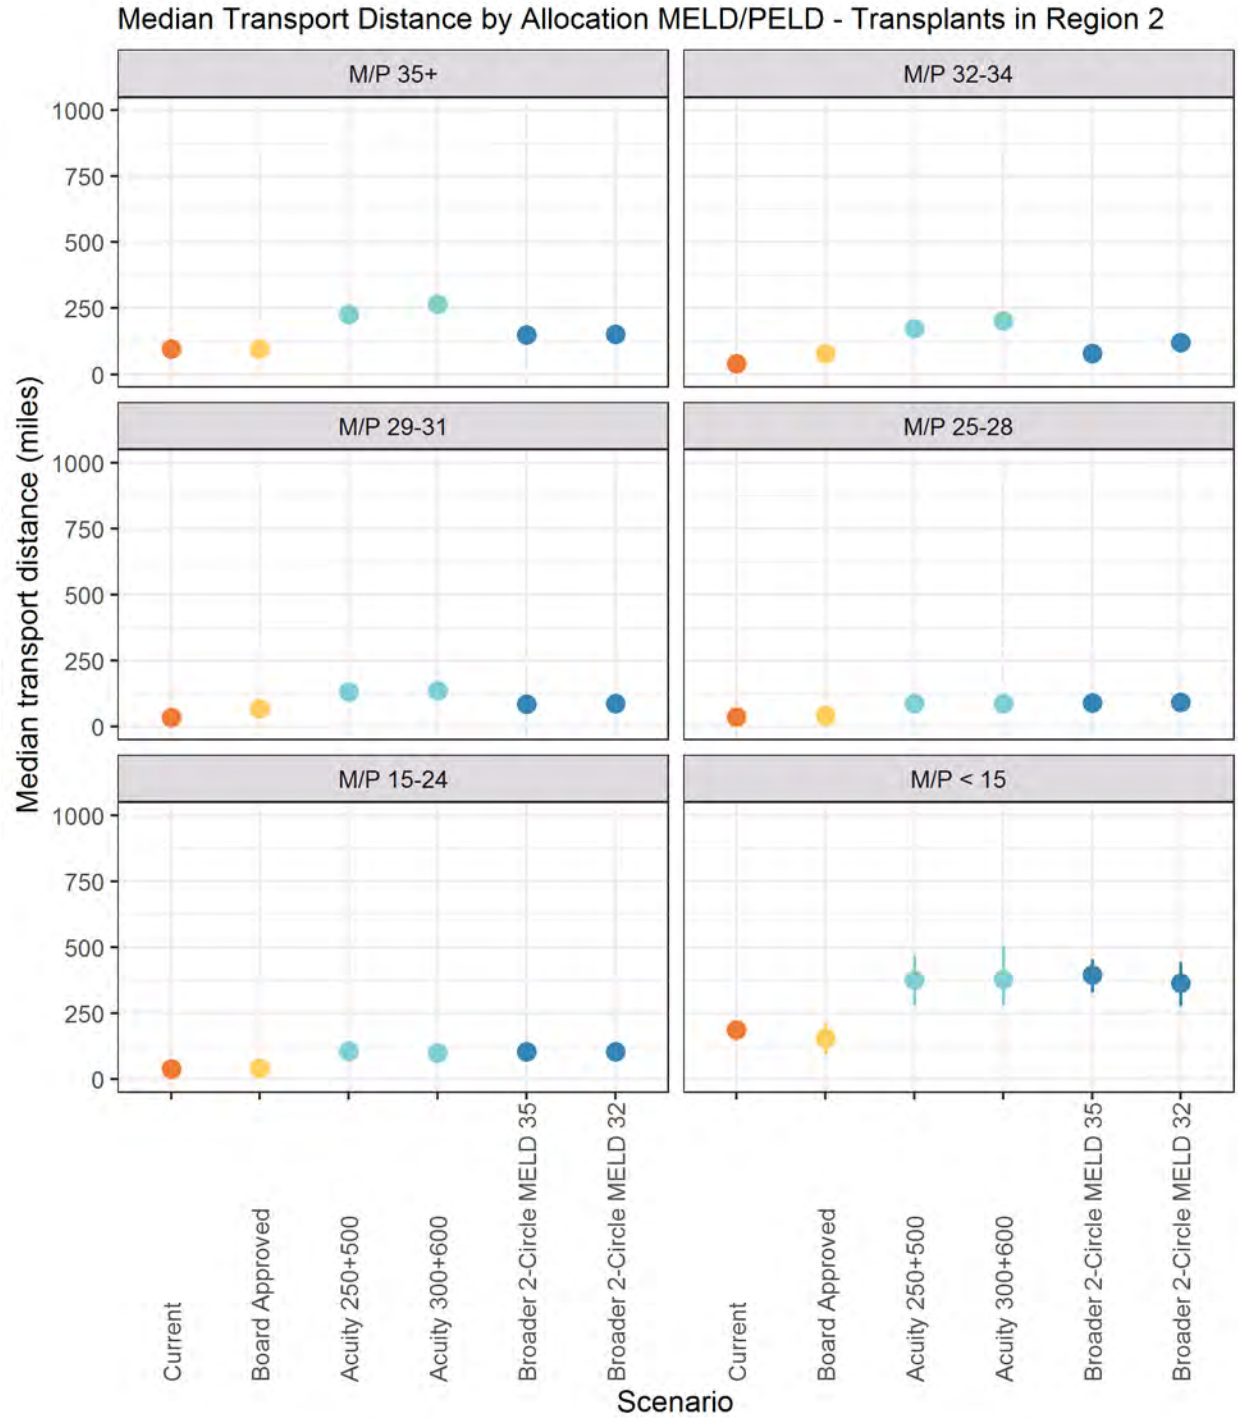 Median Transport Distance by Allocation MELD/PELD - Transplants in Region 2
M/P 35+
M/P 32-34
1000
750
500
250
0
M/P 29-31
M/P 25-28
1000
750
500
250
0
M/P 15-24
M/P < 15
1000
750
500
250
0
Median transport distance (miles)
Current
Board Approved
Acuity 250+500
Acuity 300+600
Broader 2-Circle MELD 35
Broader 2-Circle MELD 32
Current
Board Approved
Acuity 250+500
Acuity 300+600
Broader 2-Circle MELD 35
Broader 2-Circle MELD 32
Scenario